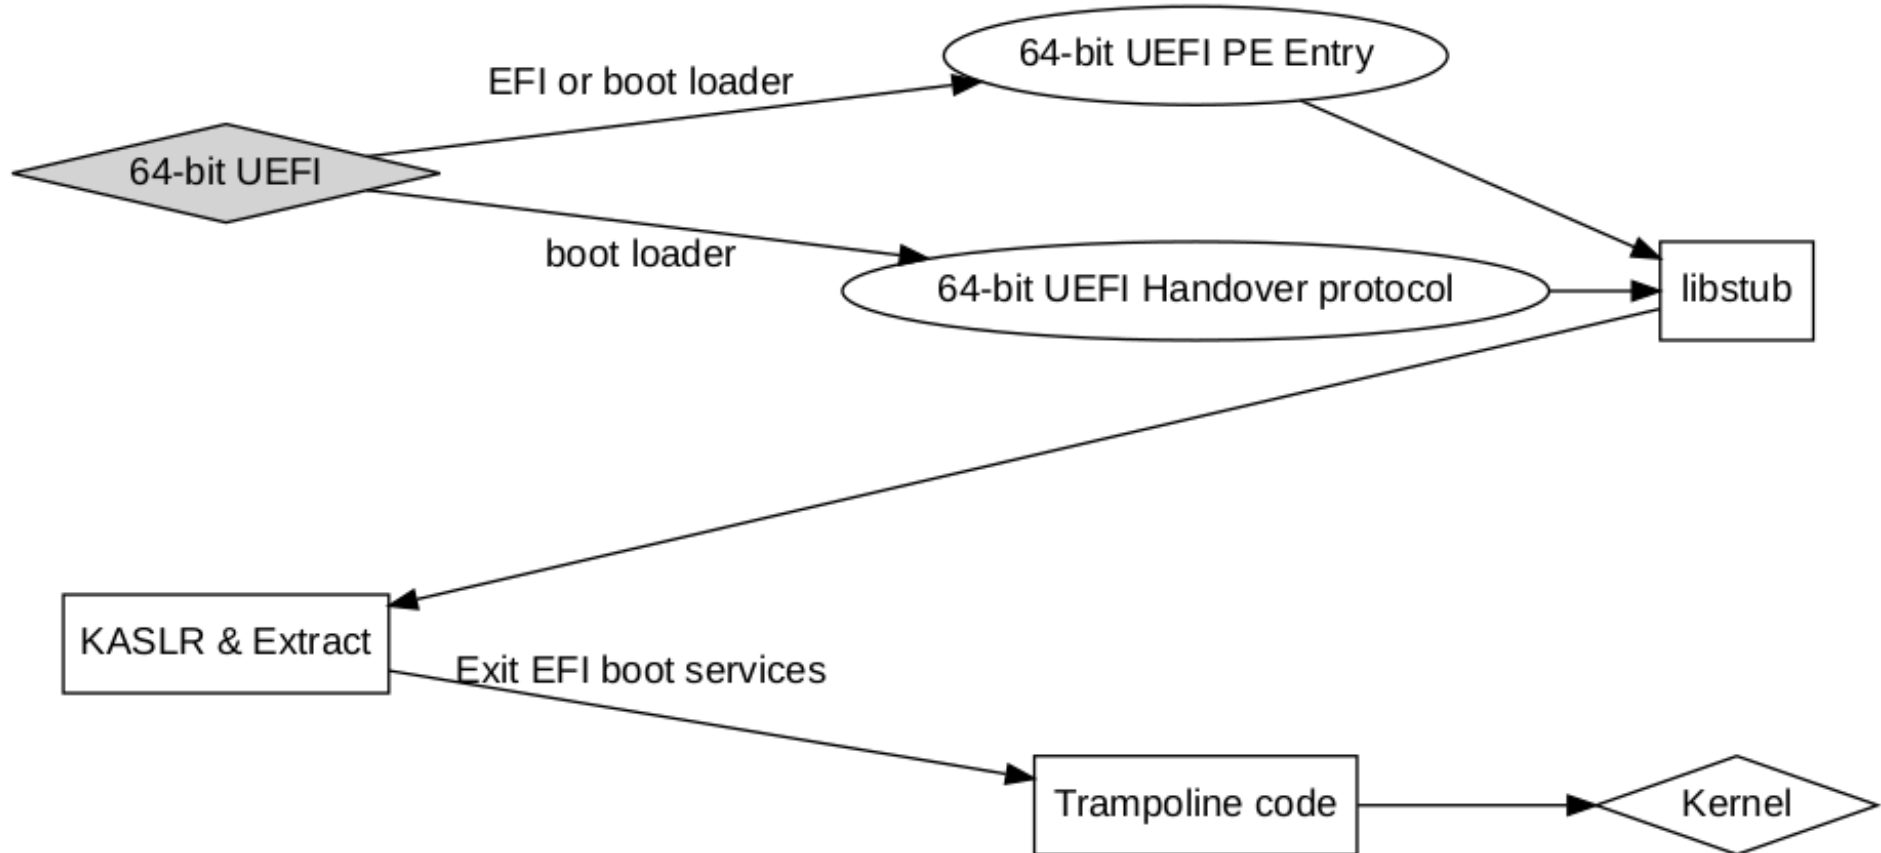 64-bit UEFI PE Entry
EFI or boot loader
64-bit UEFI
boot loader
64-bit UEFI Handover protocol
libstub
KASLR & Extract
Exit EFI boot services
Trampoline code
Kernel